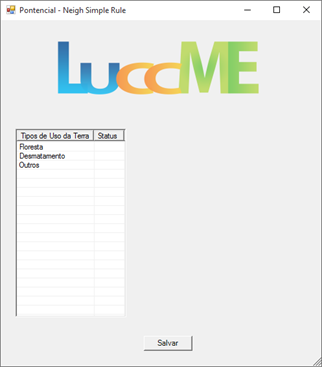 Pontencial - Neigh Simple Rule
LuccME
Tipos de Uso da Terra Status
Floresta
Desmatamento
Outros
Salvar